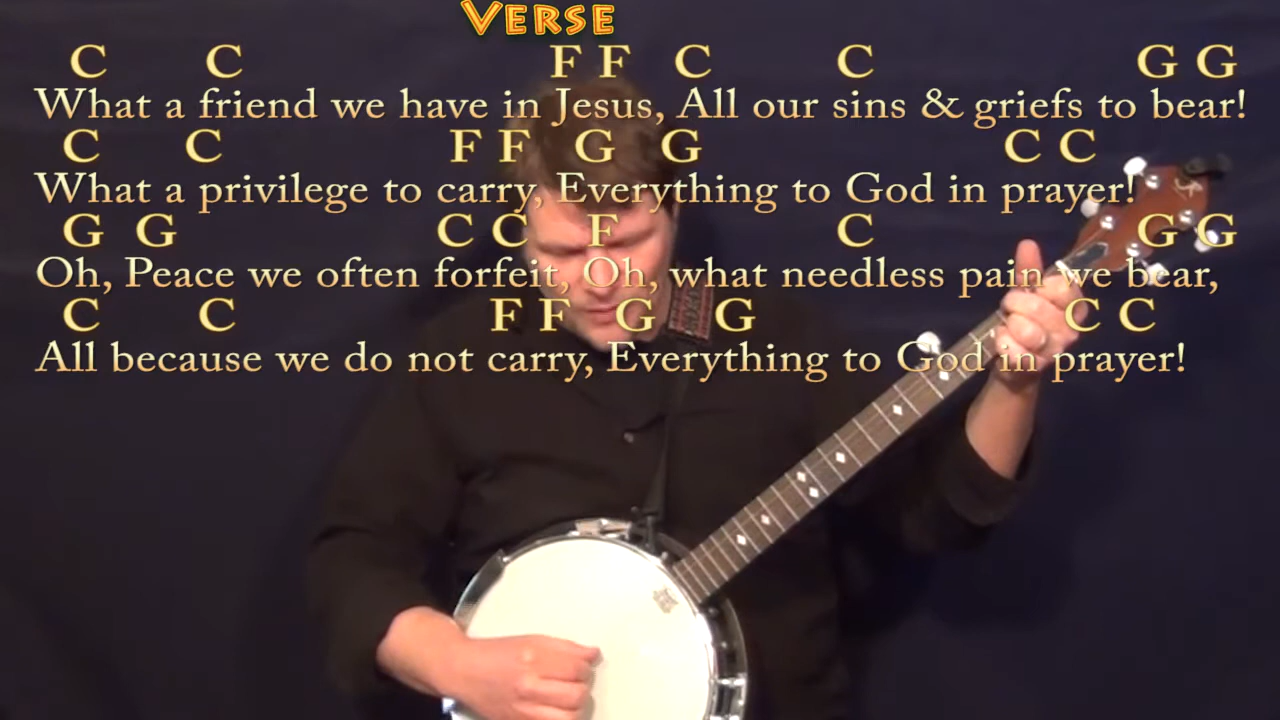 VERSE
C C F F C C G G
What a friend we have in Jesus, All our sins & griefs to bear!
C C F F G G C C
What a privilege to carry, Everything to God in prayer!
G G C C F C G G
Oh, Peace we often forfeit, Oh, what needless pain we bear,
C C F F G G C C
All because we do not carry, Everything to God in prayer!